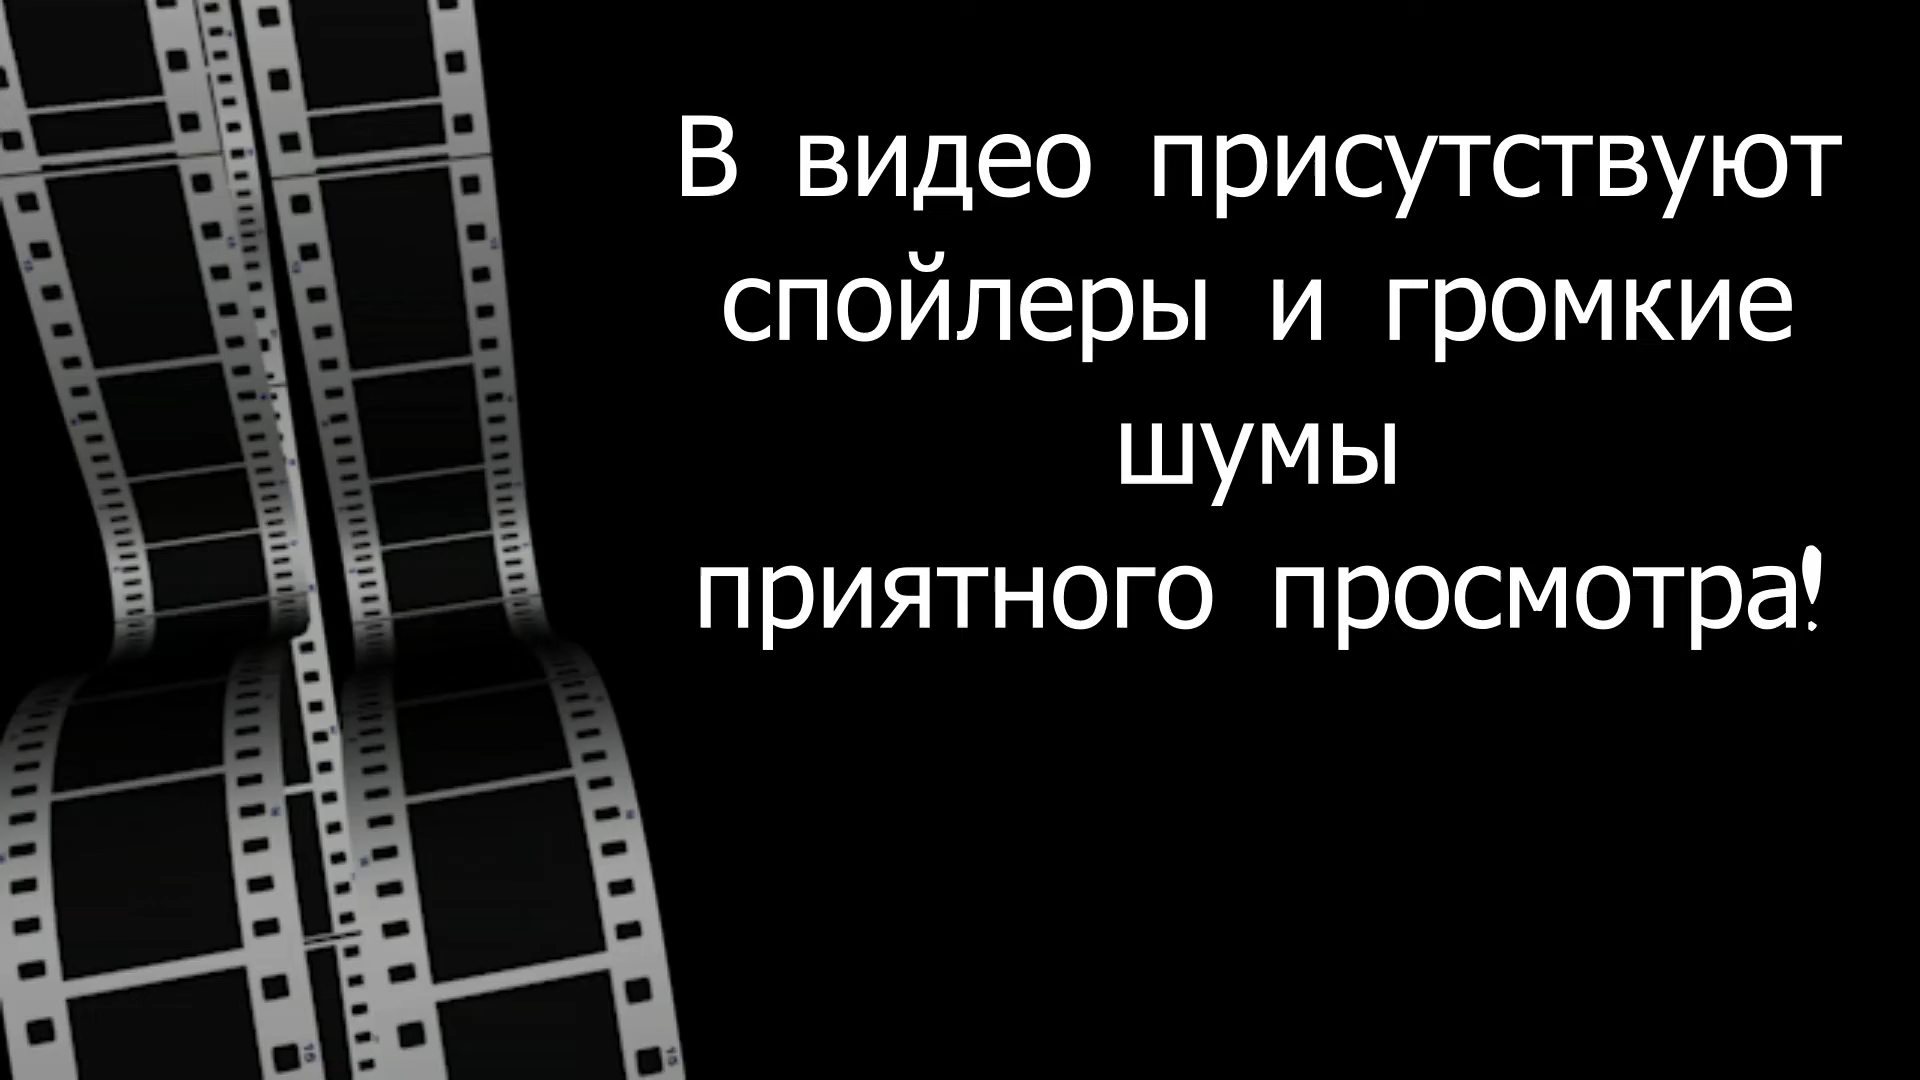 В видео присутствуют
спойлеры и громкие
шумы
приятного просмотра!